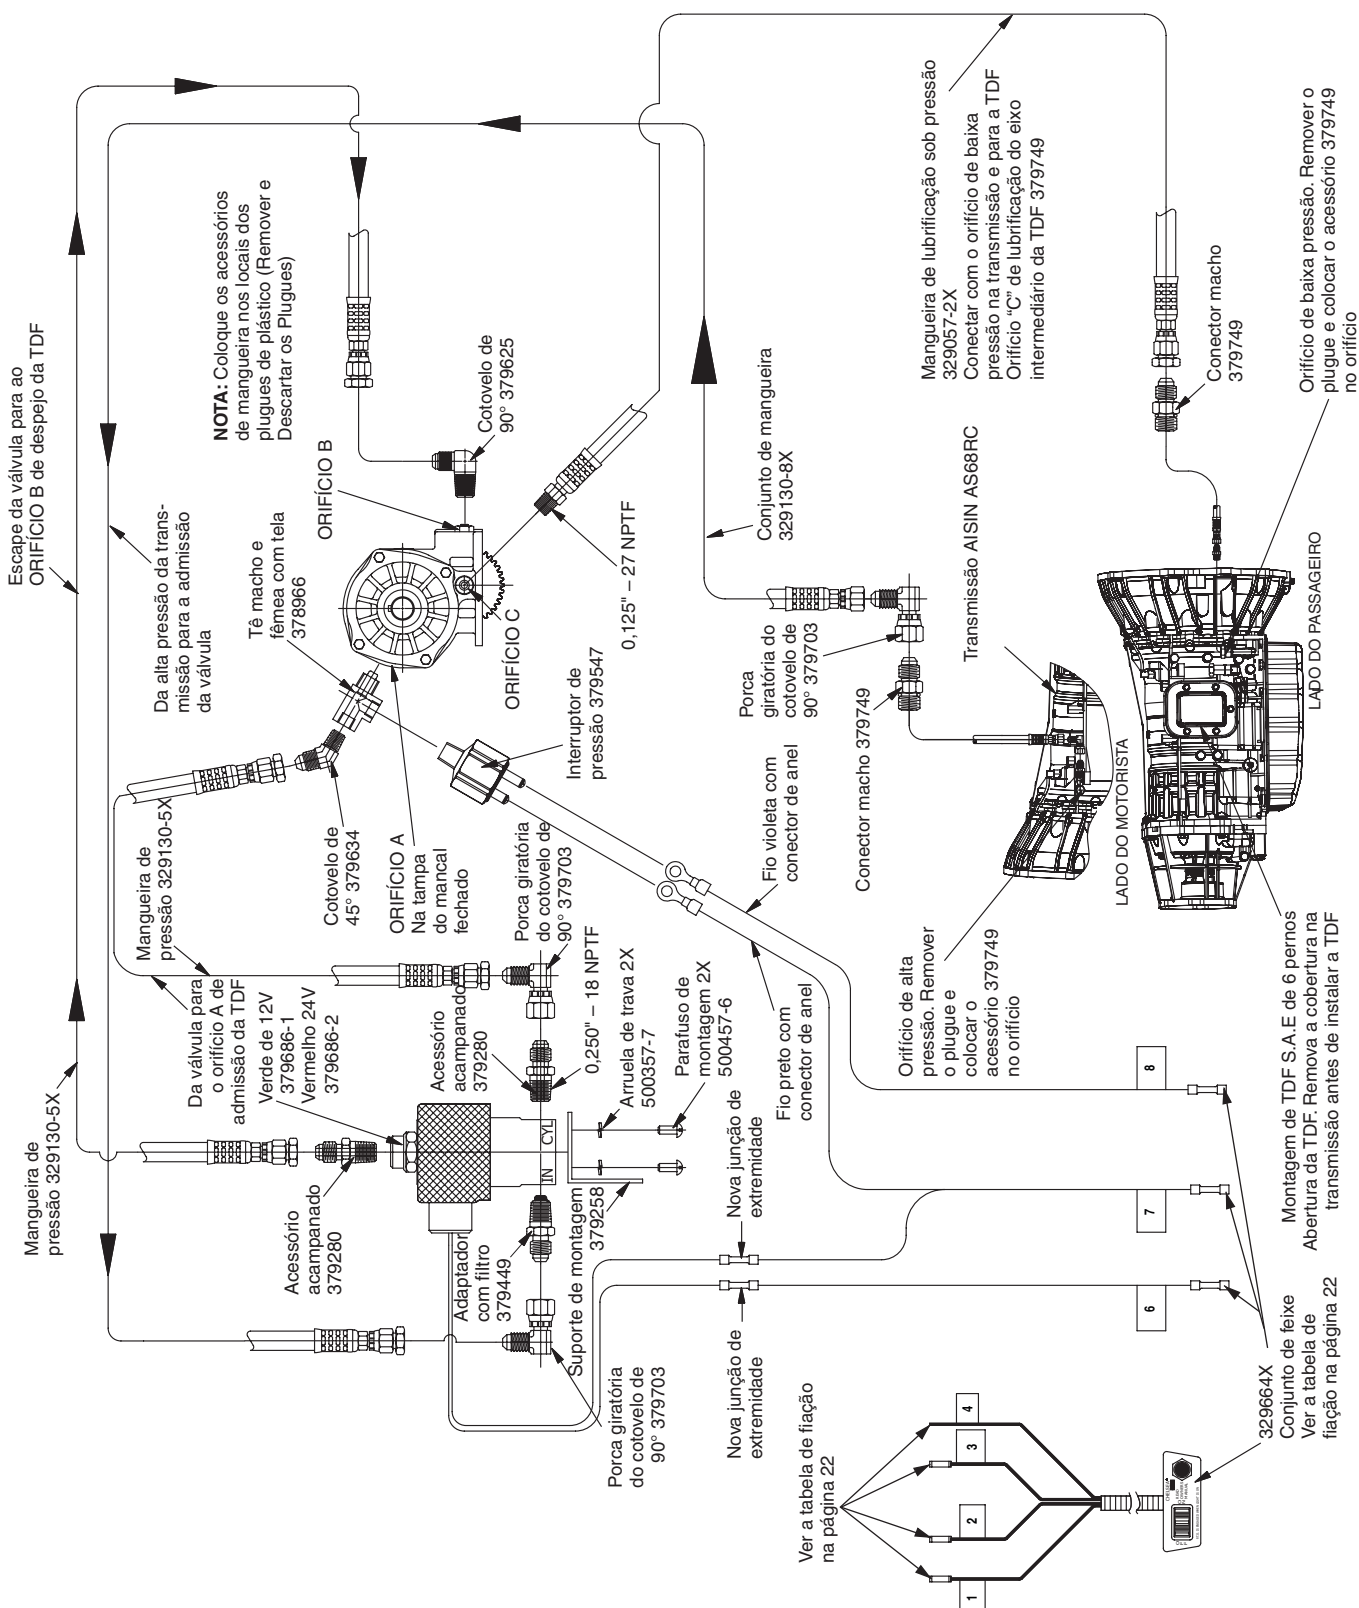 Escape da válvula para ao
ORIFÍCIO B de despejo da TDF
Da alta pressão da trans-
missão para a admissão
da válvula
NOTA: Coloque os acessórios
de mangueira nos locais dos
plugues de plástico (Remover e
Descartar os Plugues)
Mangueira de
pressão 329130-5X
Mangueira de
pressão 329130-5X
Da válvula para
o orifício A de
admissão da TDF
Verde de 12V
379686-1
Vermelho 24V
379686-2
Cotovelo de
45° 379634
Tê macho e
fêmea com tela
378966
ORIFÍCIO A
Na tampa
do mancal
fechado
ORIFÍCIO B
ORIFÍCIO C
Cotovelo de
90° 379625
0,125" – 27 NPTF
Interruptor de
pressão 379547
Acessório
acampanado
379280
Acessório
acampanado
379280
Porca giratória
do cotovelo de
90° 379703
0,250" – 18 NPTF
IN
CYL
Arruela de trava 2X
500357-7
Parafuso de
montagem 2X
500457-6
Adaptador
com filtro
379449
Suporte de montagem
379258
Porca giratória
do cotovelo de
90° 379703
Nova junção de
extremidade
Nova junção de
extremidade
Fio violeta com
conector de anel
Fio preto com
conector de anel
Conjunto de mangueira
329130-8X
Porca
giratória do
cotovelo de
90° 379703
Conector macho 379749
Mangueira de lubrificação sob pressão
329057-2X
Conectar com o orifício de baixa
pressão na transmissão e para a TDF
Orifício “C” de lubrificação do eixo
intermediário da TDF 379749
Conector macho
379749
Transmissão AISIN AS68RC
Orifício de baixa pressão. Remover o
plugue e colocar o acessório 379749
no orifício
LADO DO PASSAGEIRO
LADO DO MOTORISTA
Orifício de alta
pressão. Remover
o plugue e
colocar o
acessório 379749
no orifício
Montagem de TDF S.A.E de 6 pernos
Abertura da TDF. Remova a cobertura na
transmissão antes de instalar a TDF
8
7
6
329664X
Conjunto de feixe
Ver a tabela de
fiação na página 22
Ver a tabela de fiação
na página 22
4
3
2
1